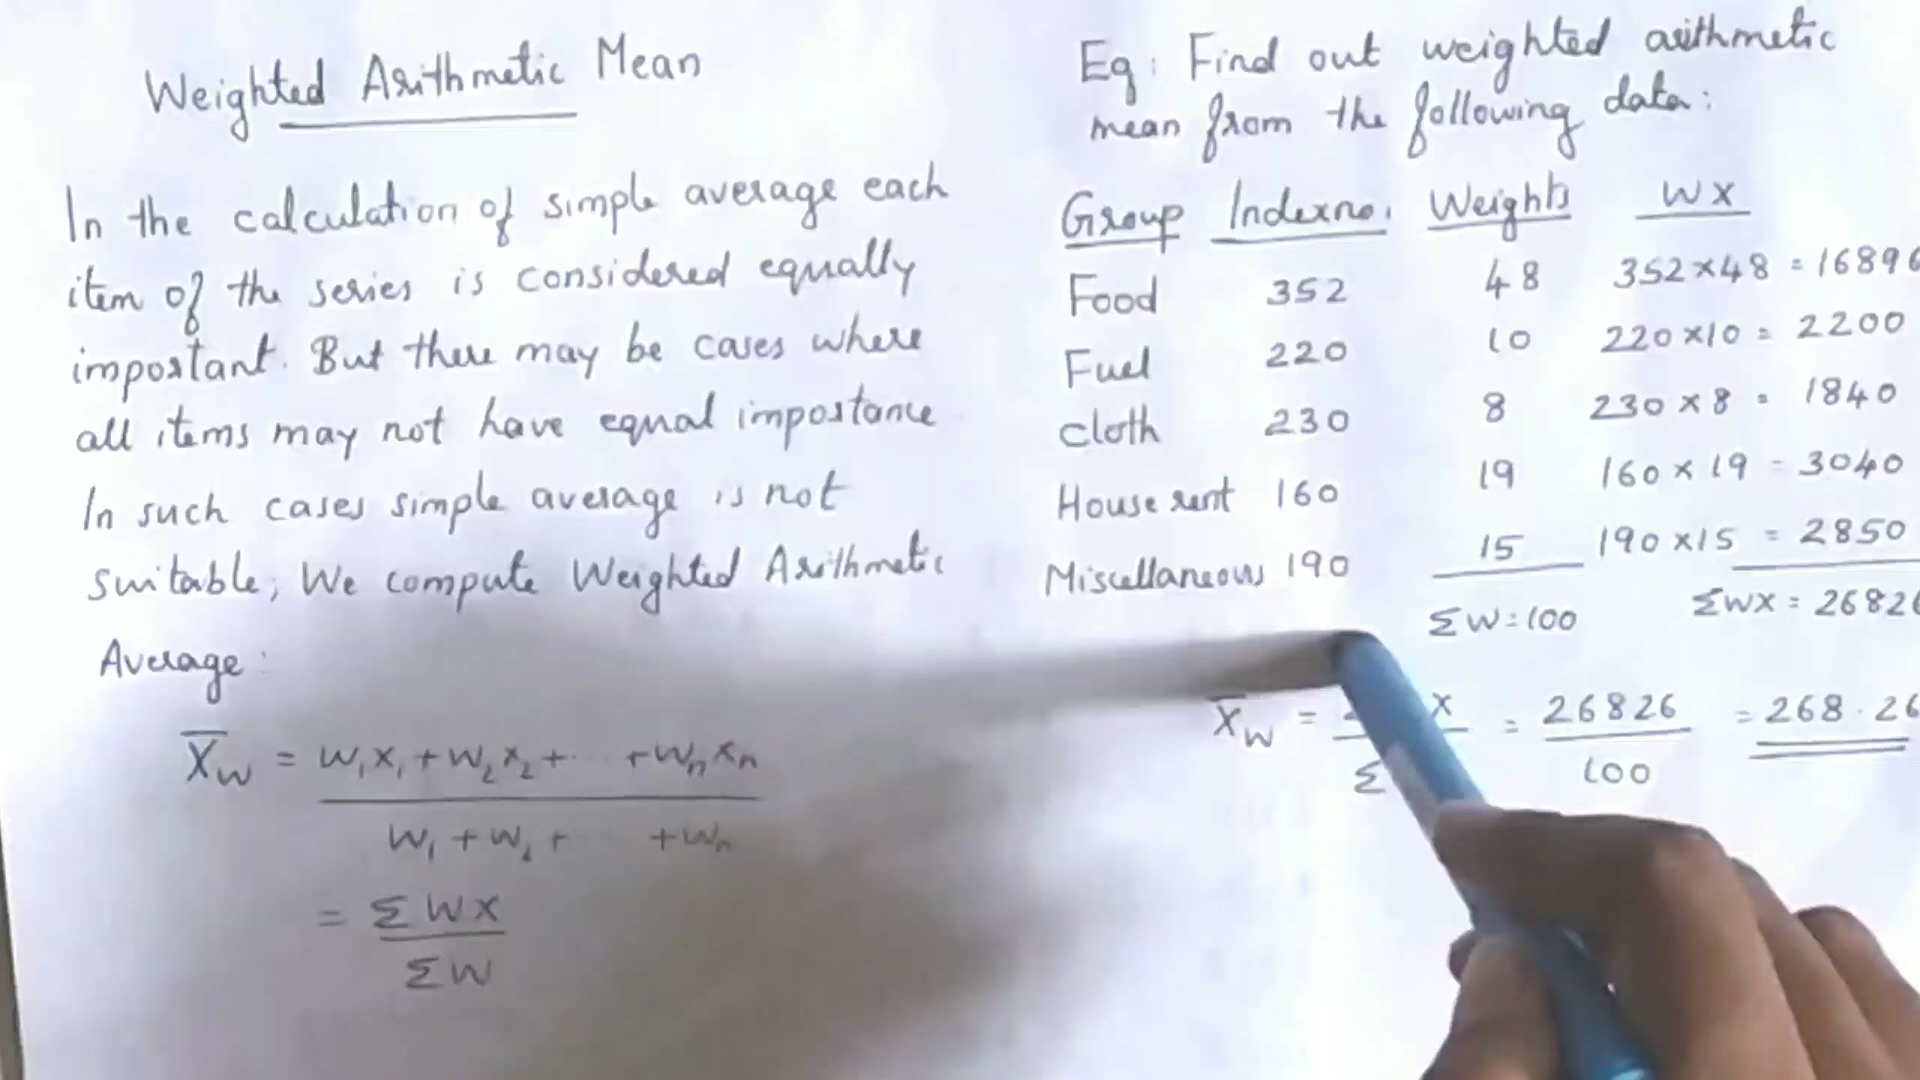 Weighted Arithmetic Mean
In the calculation of simple average each
item of the series is considered equally
important. But there may be cases where
all items may not have equal importance
In such cases simple average is not
suitable; We compute Weighted Arithmetic
Average:
X̄w = W₁X₁ + W₂X₂ + ... + WₙXₙ
W₁ + W₂ + ... + Wₙ
= ΣWX
ΣW
Eg: Find out weighted arithmetic
mean from the following data:
Group Indexno. Weights WX
Food 352 48 352×48 = 16896
Fuel 220 10 220×10 = 2200
cloth 230 8 230×8 = 1840
House rent 160 19 160×19 = 3040
Miscellaneous 190 15 190×15 = 2850
ΣW=100 ΣWX = 26826
X̄w = X = 26826 = 268.26
Σ 100